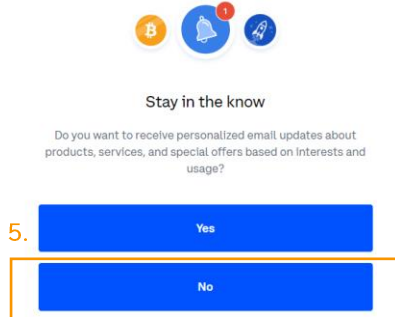 1
Stay in the know
Do you want to receive personalized email updates about
products, services, and special offers based on interests and
usage?
5.
Yes
No